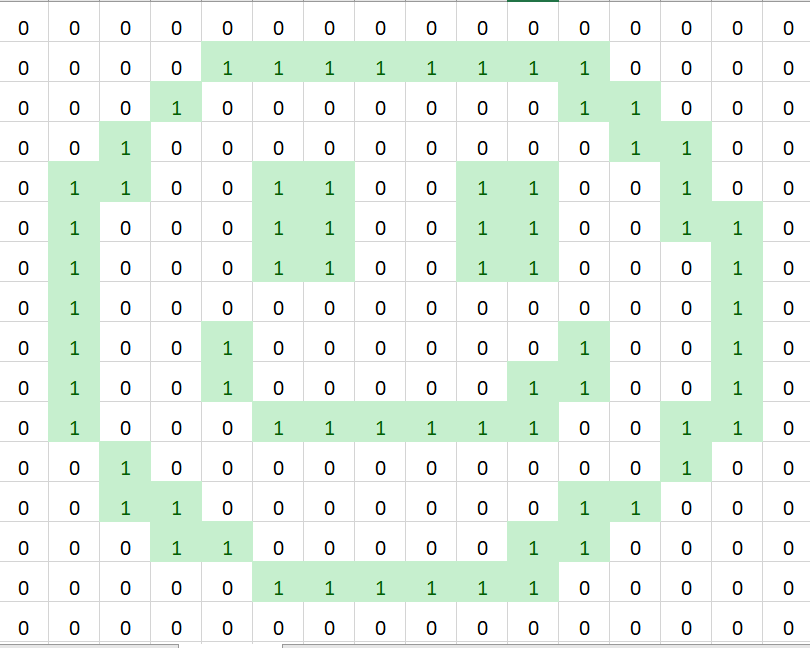 0 0 0 0 0 0 0 0 0 0 0 0 0 0 0 0
0 0 0 0 1 1 1 1 1 1 1 1 0 0 0 0
0 0 0 1 0 0 0 0 0 0 0 1 1 0 0 0
0 0 1 0 0 0 0 0 0 0 0 0 1 1 0 0
0 1 1 0 0 1 1 0 0 1 1 0 0 1 0 0
0 1 0 0 0 1 1 0 0 1 1 0 0 1 1 0
0 1 0 0 0 1 1 0 0 1 1 0 0 0 1 0
0 1 0 0 0 0 0 0 0 0 0 0 0 0 1 0
0 1 0 0 1 0 0 0 0 0 0 1 0 0 1 0
0 1 0 0 1 0 0 0 0 0 1 1 0 0 1 0
0 1 0 0 0 1 1 1 1 1 1 0 0 1 1 0
0 0 1 0 0 0 0 0 0 0 0 0 0 1 0 0
0 0 1 1 0 0 0 0 0 0 0 1 1 0 0 0
0 0 0 1 1 0 0 0 0 0 1 1 0 0 0 0
0 0 0 0 0 1 1 1 1 1 1 0 0 0 0 0
0 0 0 0 0 0 0 0 0 0 0 0 0 0 0 0